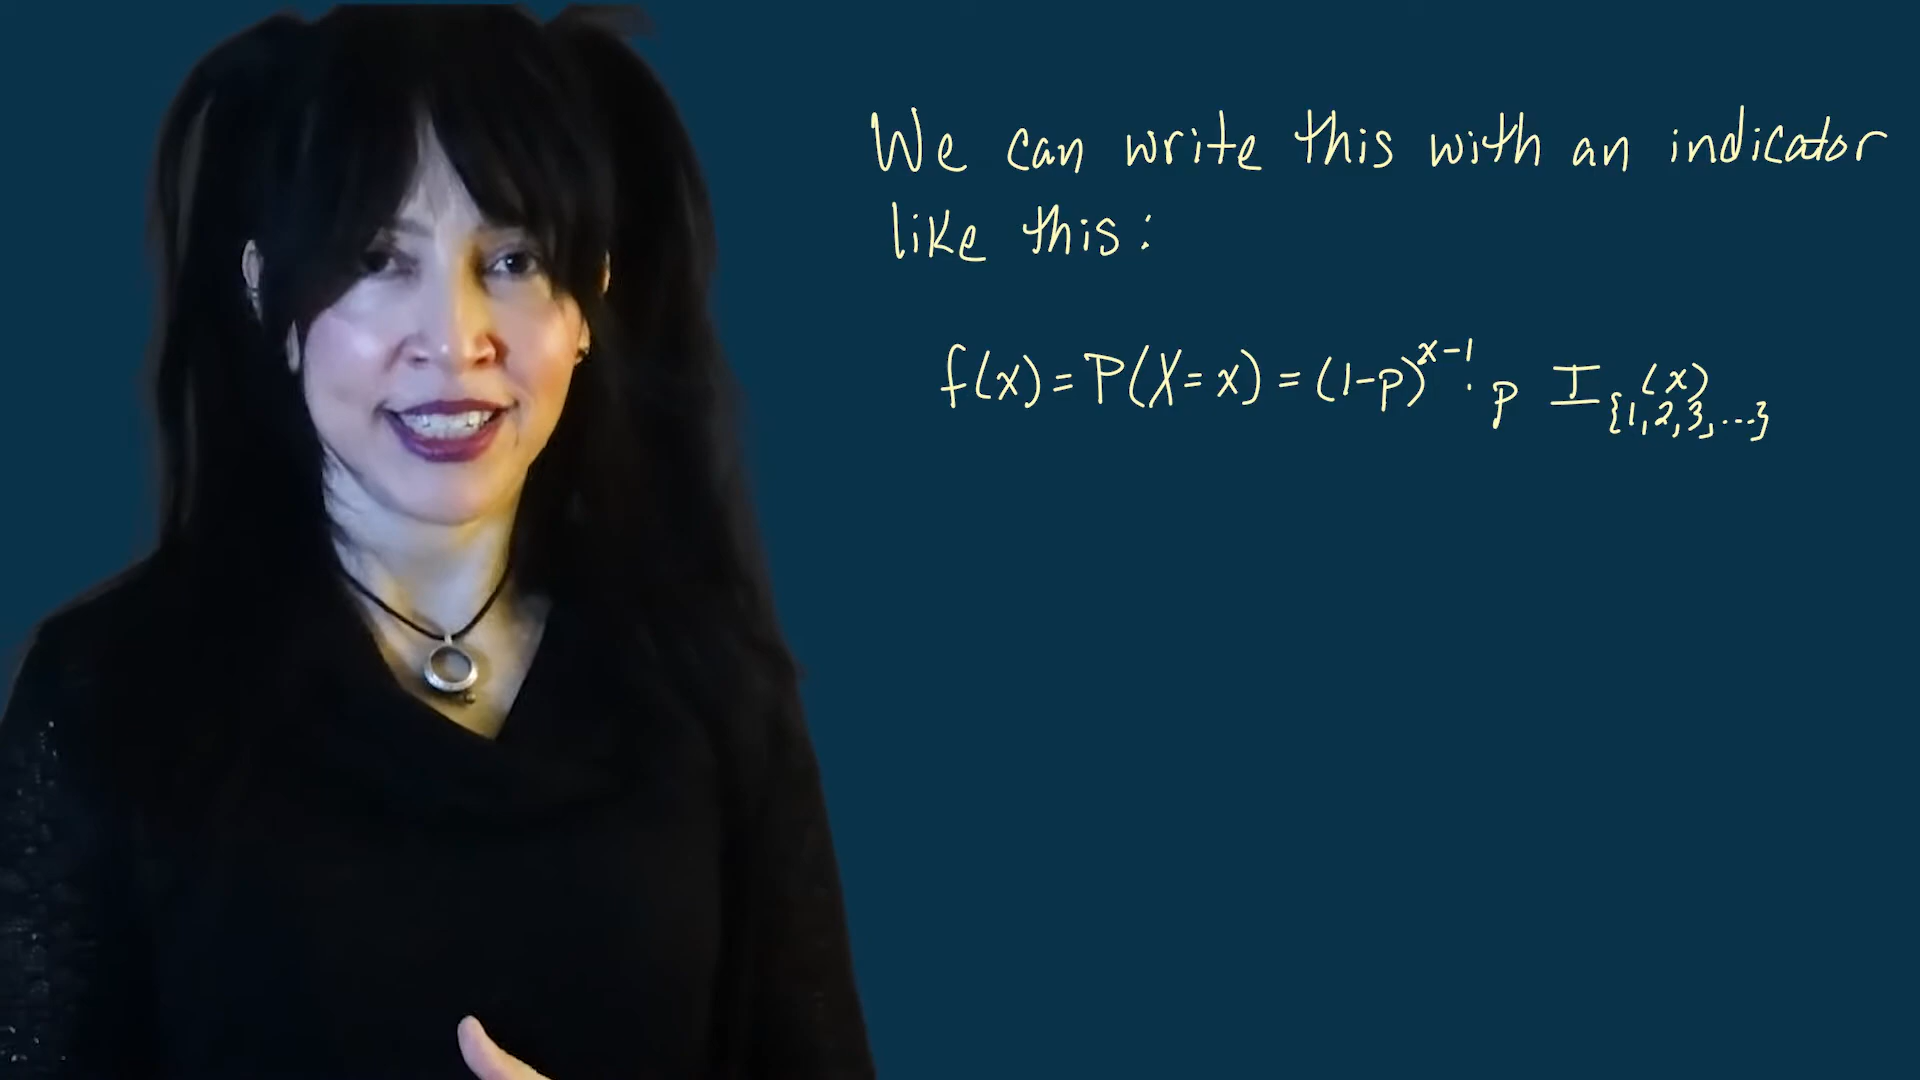 We can write this with an indicator
like this:
f(x) = P(X = x) = (1-p)^{x-1} · p I_{{1,2,3,...}}(x)